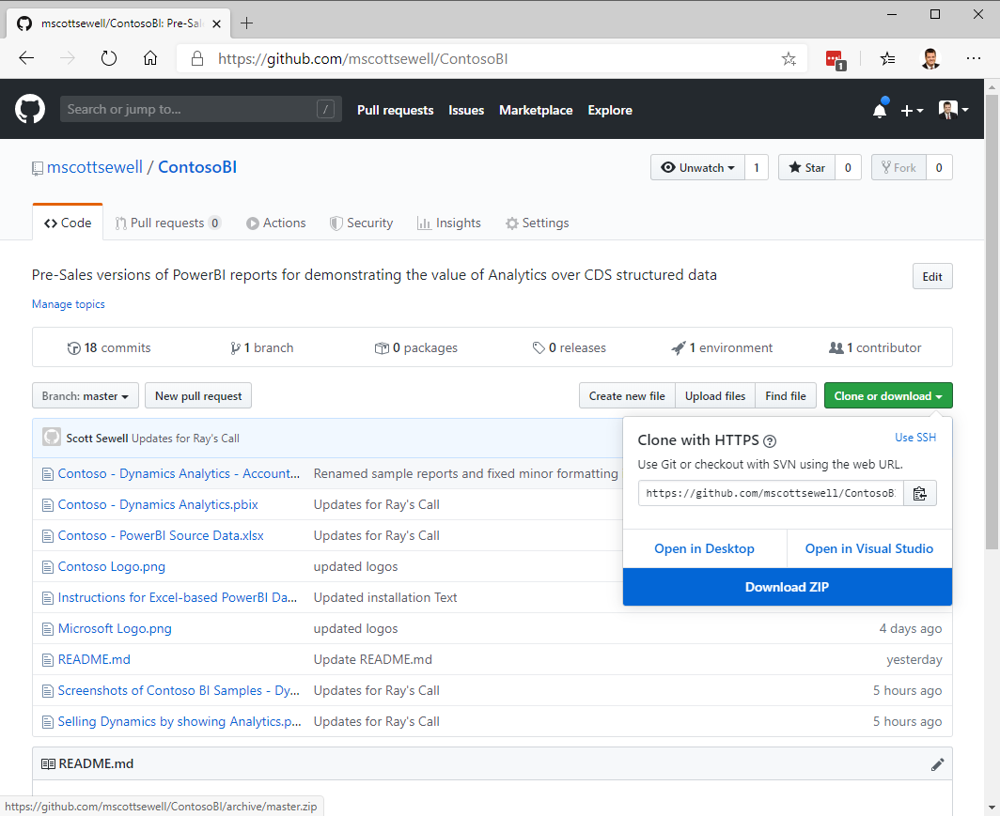 mscottsewell/ContosoBI: Pre-Sal
https://github.com/mscottsewell/ContosoBI
1
Search or jump to... /
Pull requests Issues Marketplace Explore
mscottsewell / ContosoBI
Unwatch 1 Star 0 Fork 0
Code Pull requests 0 Actions Security Insights Settings
Pre-Sales versions of PowerBI reports for demonstrating the value of Analytics over CDS structured data
Edit
Manage topics
18 commits 1 branch 0 packages 0 releases 1 environment 1 contributor
Branch: master New pull request Create new file Upload files Find file Clone or download
Scott Sewell Updates for Ray's Call
Contoso - Dynamics Analytics - Account... Renamed sample reports and fixed minor formatting
Contoso - Dynamics Analytics.pbix Updates for Ray's Call
Contoso - PowerBI Source Data.xlsx Updates for Ray's Call
Contoso Logo.png updated logos
Instructions for Excel-based PowerBI Da... Updated installation Text
Microsoft Logo.png updated logos 4 days ago
README.md Update README.md yesterday
Screenshots of Contoso BI Samples - Dy... Updates for Ray's Call 5 hours ago
Selling Dynamics by showing Analytics.p... Updates for Ray's Call 5 hours ago
Clone with HTTPS ? Use SSH
Use Git or checkout with SVN using the web URL.
https://github.com/mscottsewell/ContosoB
Open in Desktop Open in Visual Studio
Download ZIP
README.md
https://github.com/mscottsewell/ContosoBI/archive/master.zip